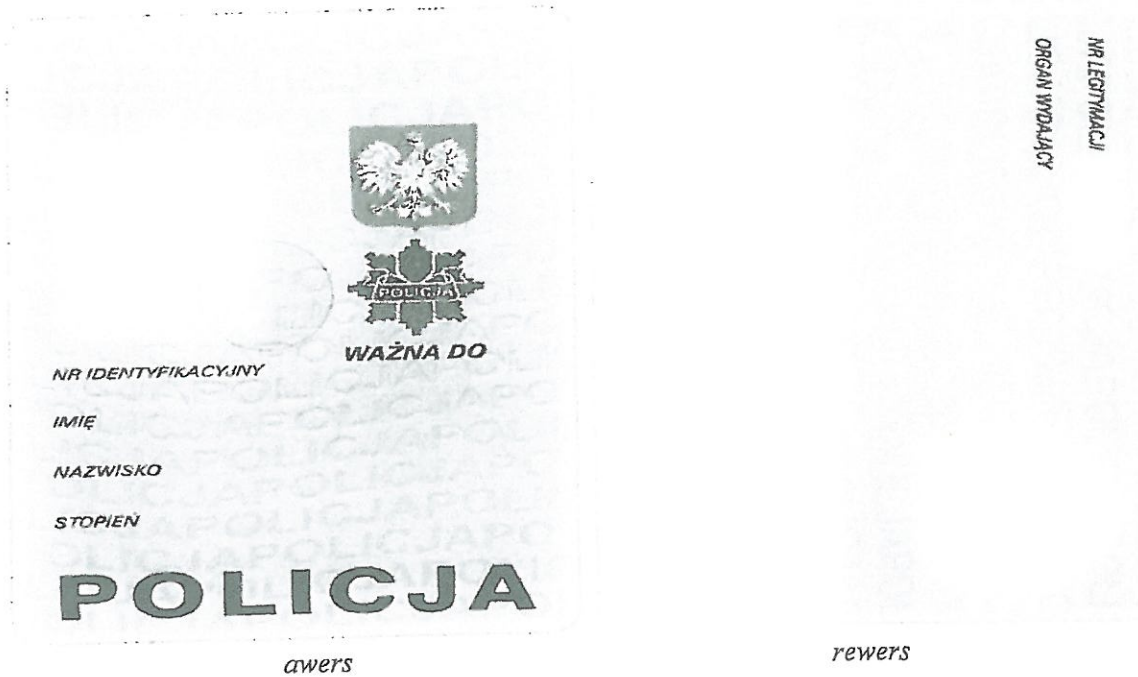 POLICJA
WAŻNA DO
NR IDENTYFIKACYJNY
IMIĘ
NAZWISKO
STOPIEŃ
POLICJA
awers
NR LEGITYMACJI
ORGAN WYDAJĄCY
rewers